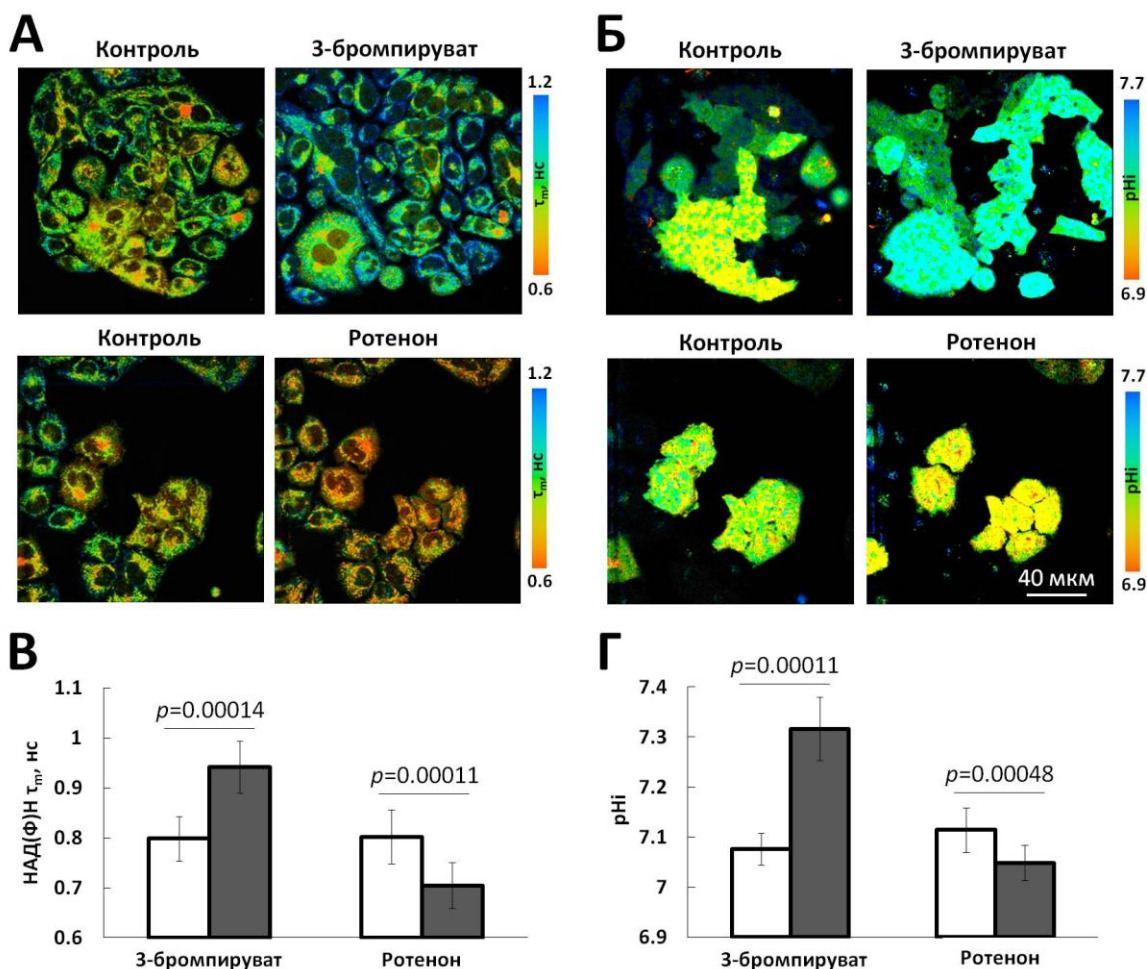 А
Контроль
3-бромпируват
1.2
τm, нс
0.6
Контроль
Ротенон
1.2
τm, нс
0.6
Б
Контроль
3-бромпируват
7.7
pHi
6.9
Контроль
Ротенон
7.7
pHi
6.9
40 мкм
В
НАД(Ф)Н τm, нс
1.1
1
0.9
0.8
0.7
0.6
p=0.00014
p=0.00011
3-бромпируват
Ротенон
Г
pHi
7.4
7.3
7.2
7.1
7
6.9
p=0.00011
p=0.00048
3-бромпируват
Ротенон